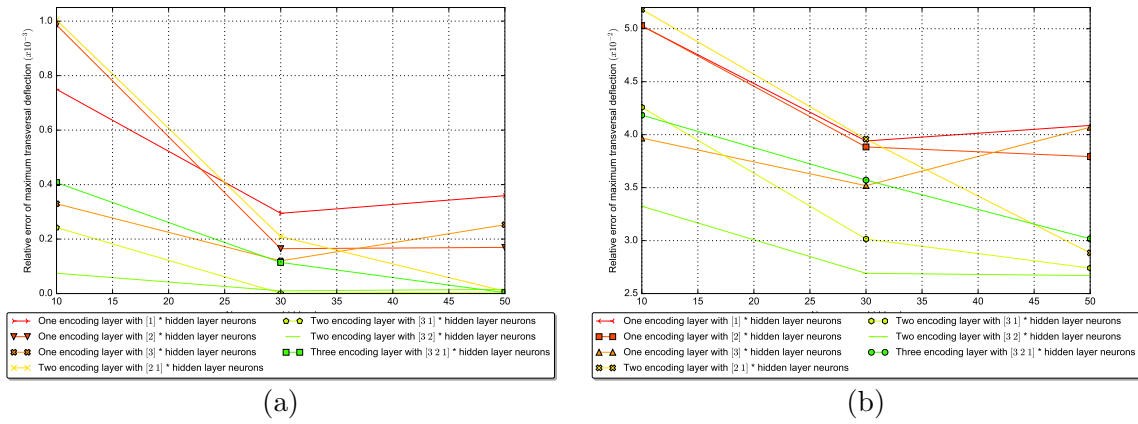 Relative error of maximum transversal deflection (x10⁻³)
1.0
0.8
0.6
0.4
0.2
0.0
10 15 20 25 30 35 40 45 50
One encoding layer with [1] * hidden layer neurons
One encoding layer with [2] * hidden layer neurons
One encoding layer with [3] * hidden layer neurons
Two encoding layer with [2 1] * hidden layer neurons
Two encoding layer with [3 1] * hidden layer neurons
Two encoding layer with [3 2] * hidden layer neurons
Three encoding layer with [3 2 1] * hidden layer neurons
(a)
Relative error of maximum transversal deflection (x10⁻²)
5.0
4.5
4.0
3.5
3.0
2.5
10 15 20 25 30 35 40 45 50
One encoding layer with [1] * hidden layer neurons
One encoding layer with [2] * hidden layer neurons
One encoding layer with [3] * hidden layer neurons
Two encoding layer with [2 1] * hidden layer neurons
Two encoding layer with [3 1] * hidden layer neurons
Two encoding layer with [3 2] * hidden layer neurons
Three encoding layer with [3 2 1] * hidden layer neurons
(b)